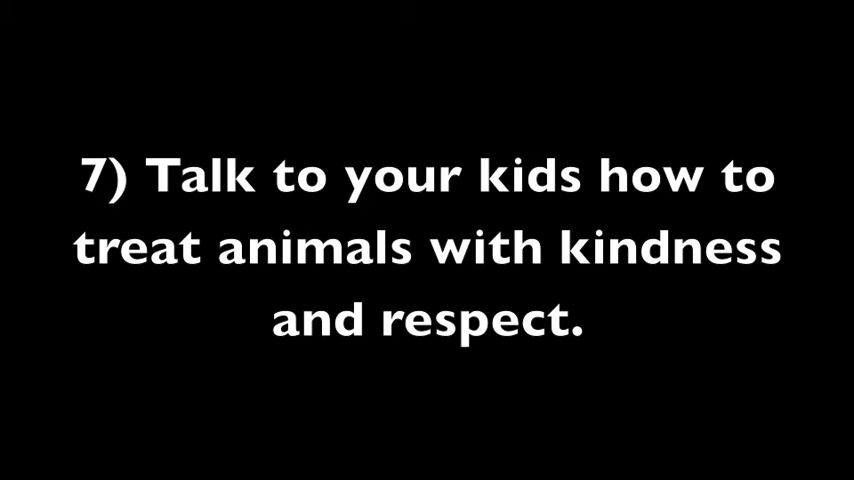 7) Talk to your kids how to
treat animals with kindness
and respect.